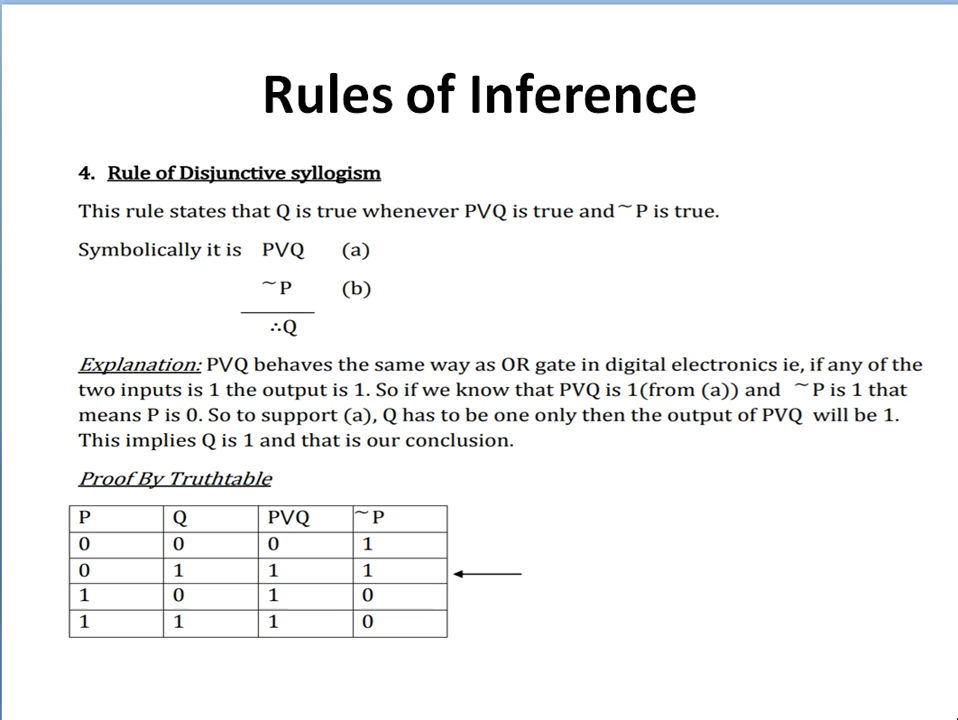 Rules of Inference
4. Rule of Disjunctive syllogism
This rule states that Q is true whenever PVQ is true and ~P is true.
Symbolically it is PVQ (a)
~P (b)
∴Q
Explanation: PVQ behaves the same way as OR gate in digital electronics ie, if any of the
two inputs is 1 the output is 1. So if we know that PVQ is 1(from (a)) and ~P is 1 that
means P is 0. So to support (a), Q has to be one only then the output of PVQ will be 1.
This implies Q is 1 and that is our conclusion.
Proof By Truthtable
P Q PVQ ~P
0 0 0 1
0 1 1 1
1 0 1 0
1 1 1 0